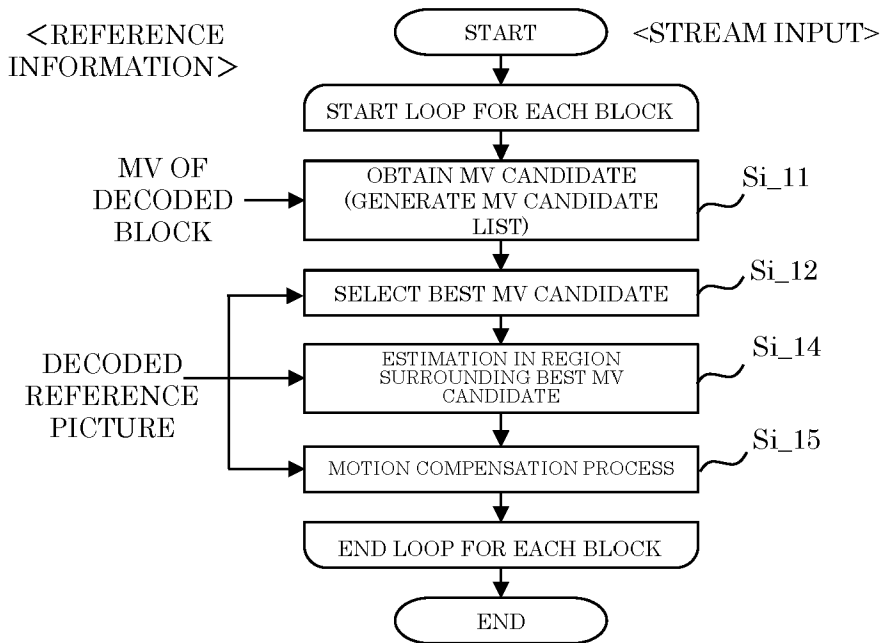 <REFERENCE
INFORMATION>
START
<STREAM INPUT>
START LOOP FOR EACH BLOCK
MV OF
DECODED
BLOCK
OBTAIN MV CANDIDATE
(GENERATE MV CANDIDATE
LIST)
Si_11
SELECT BEST MV CANDIDATE
Si_12
DECODED
REFERENCE
PICTURE
ESTIMATION IN REGION
SURROUNDING BEST MV
CANDIDATE
Si_14
MOTION COMPENSATION PROCESS
Si_15
END LOOP FOR EACH BLOCK
END